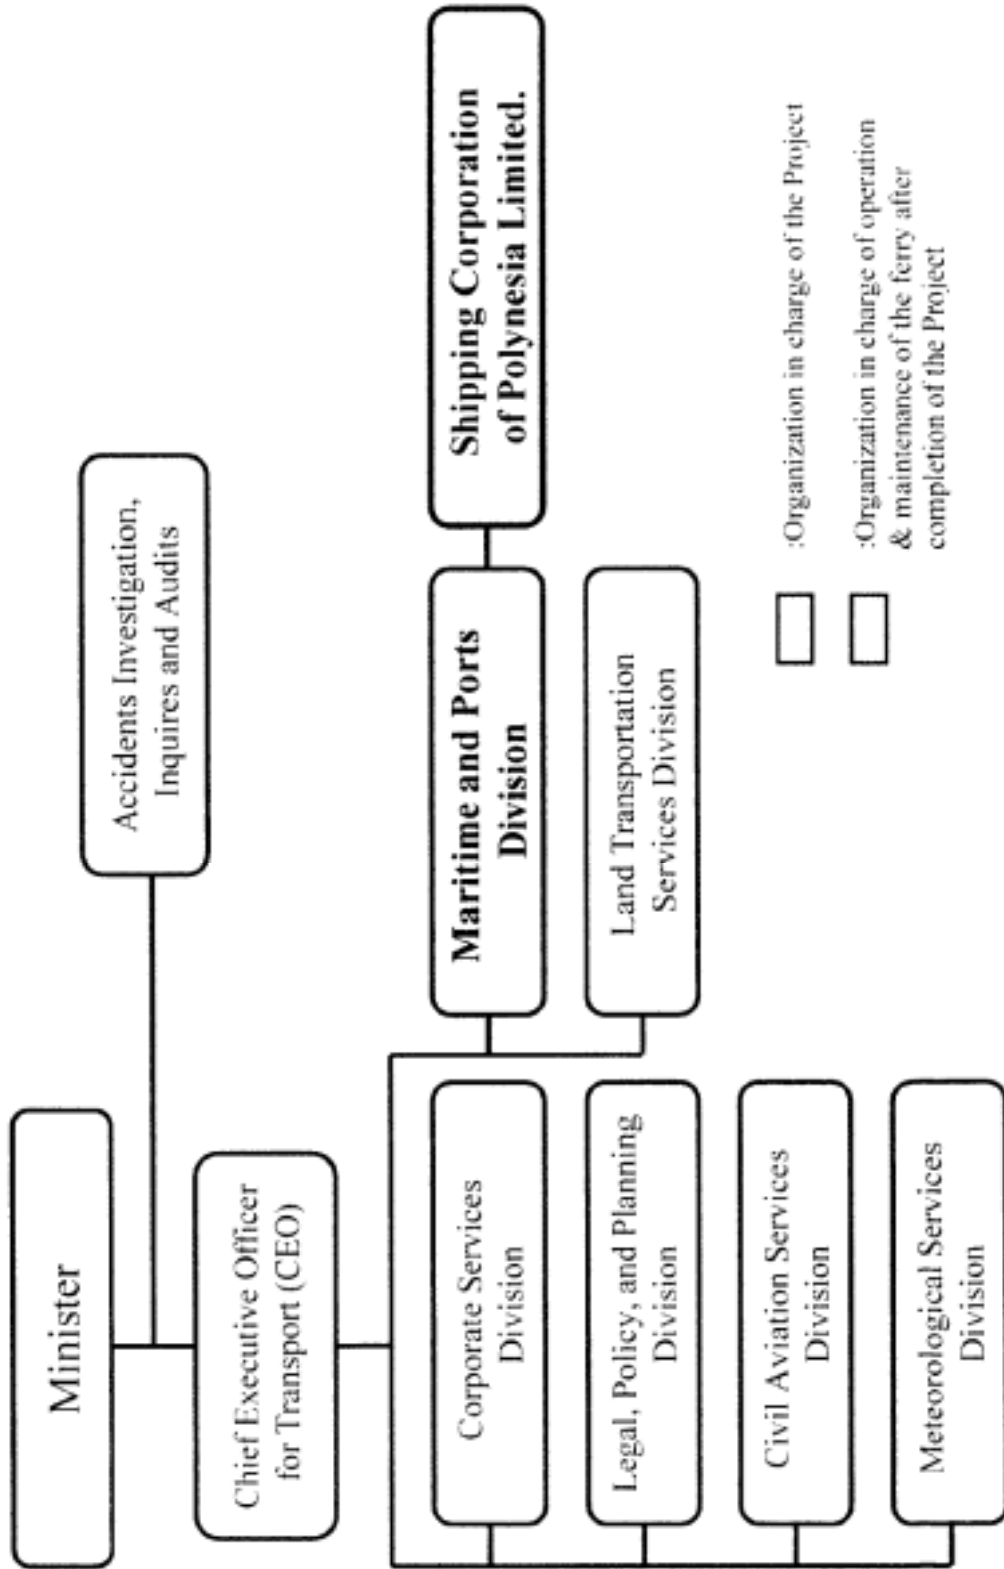 Minister
Accidents Investigation,
Inquires and Audits
Chief Executive Officer
for Transport (CEO)
Corporate Services
Division
Maritime and Ports
Division
Shipping Corporation
of Polynesia Limited.
Legal, Policy, and Planning
Division
Land Transportation
Services Division
Civil Aviation Services
Division
Meteorological Services
Division
:Organization in charge of the Project
:Organization in charge of operation
& maintenance of the ferry after
completion of the Project